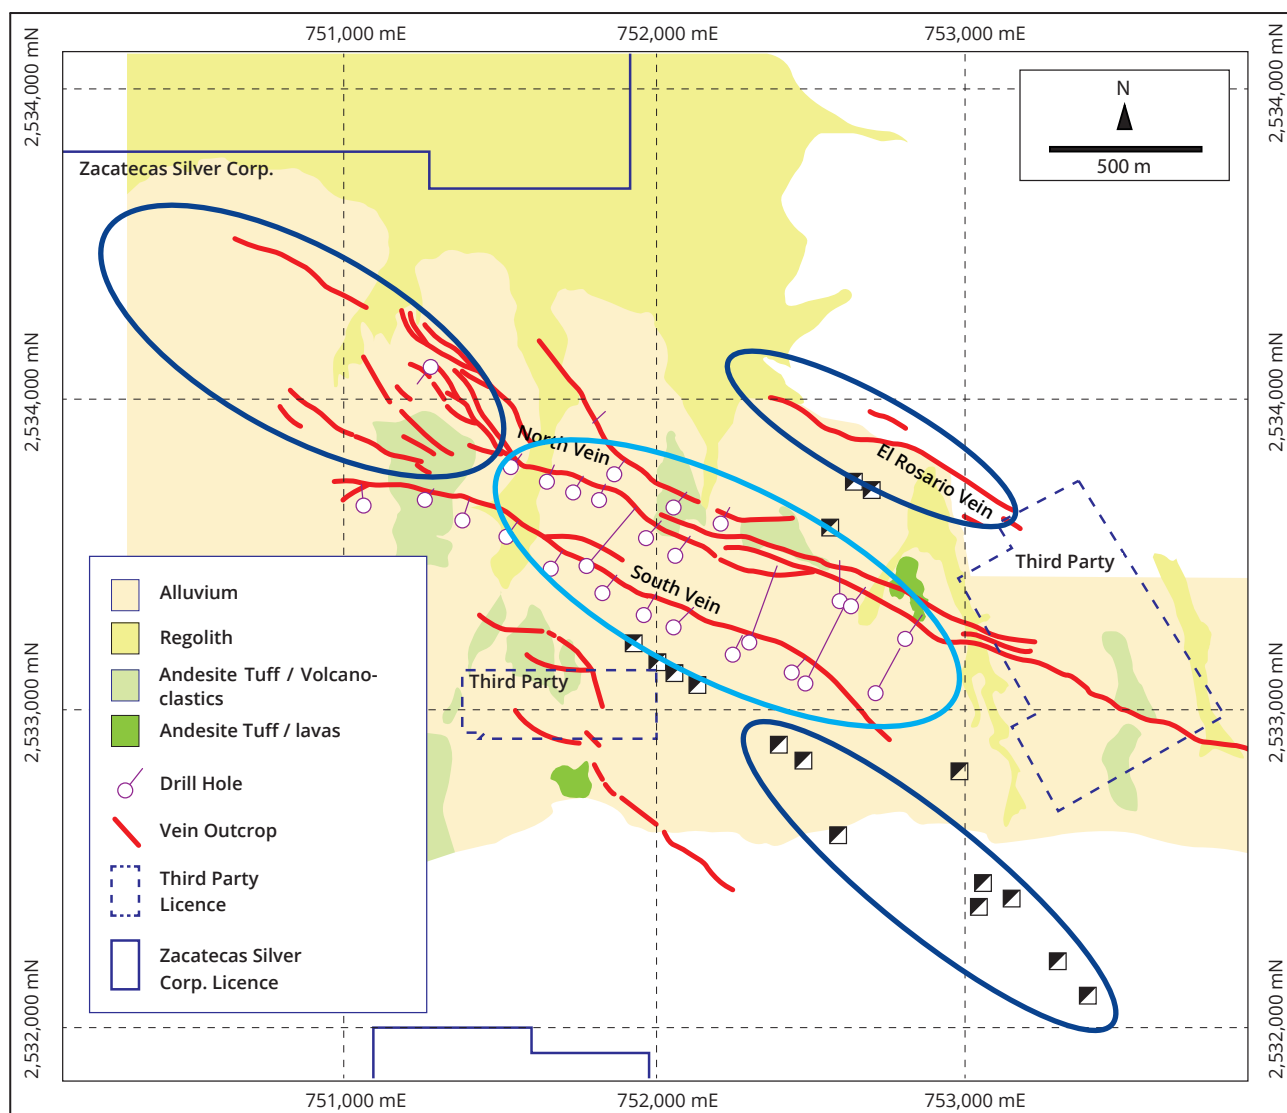 751,000 mE
752,000 mE
753,000 mE
2,534,000 mN
2,534,000 mN
N
500 m
Zacatecas Silver Corp.
2,534,000 mN
2,534,000 mN
North Vein
El Rosario Vein
Third Party
South Vein
Third Party
2,533,000 mN
2,533,000 mN
Alluvium
Regolith
Andesite Tuff / Volcano-
clastics
Andesite Tuff / lavas
Drill Hole
Vein Outcrop
Third Party
Licence
Zacatecas Silver
Corp. Licence
2,532,000 mN
2,532,000 mN
751,000 mE
752,000 mE
753,000 mE